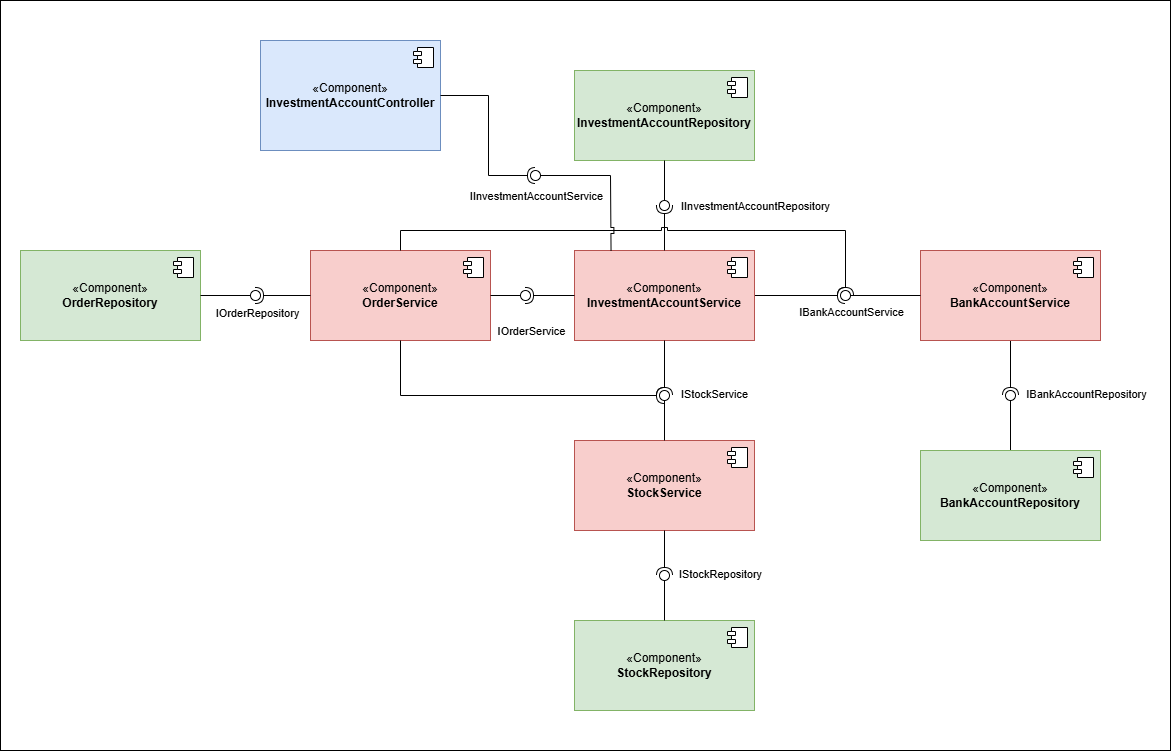 «Component»
InvestmentAccountController
«Component»
InvestmentAccountRepository
IInvestmentAccountService
IInvestmentAccountRepository
«Component»
OrderRepository
IOrderRepository
«Component»
OrderService
IOrderService
«Component»
InvestmentAccountService
IBankAccountService
«Component»
BankAccountService
IStockService
IBankAccountRepository
«Component»
StockService
«Component»
BankAccountRepository
IStockRepository
«Component»
StockRepository